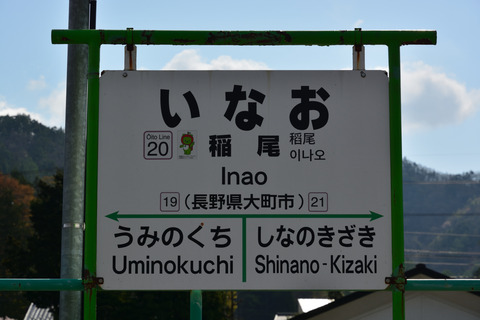 いなお
Ōito Line
20
稲尾
稲尾
이나오
Inao
19 (長野県大町市) 21
うみのくち しなのきざき
Uminokuchi Shinano-Kizaki